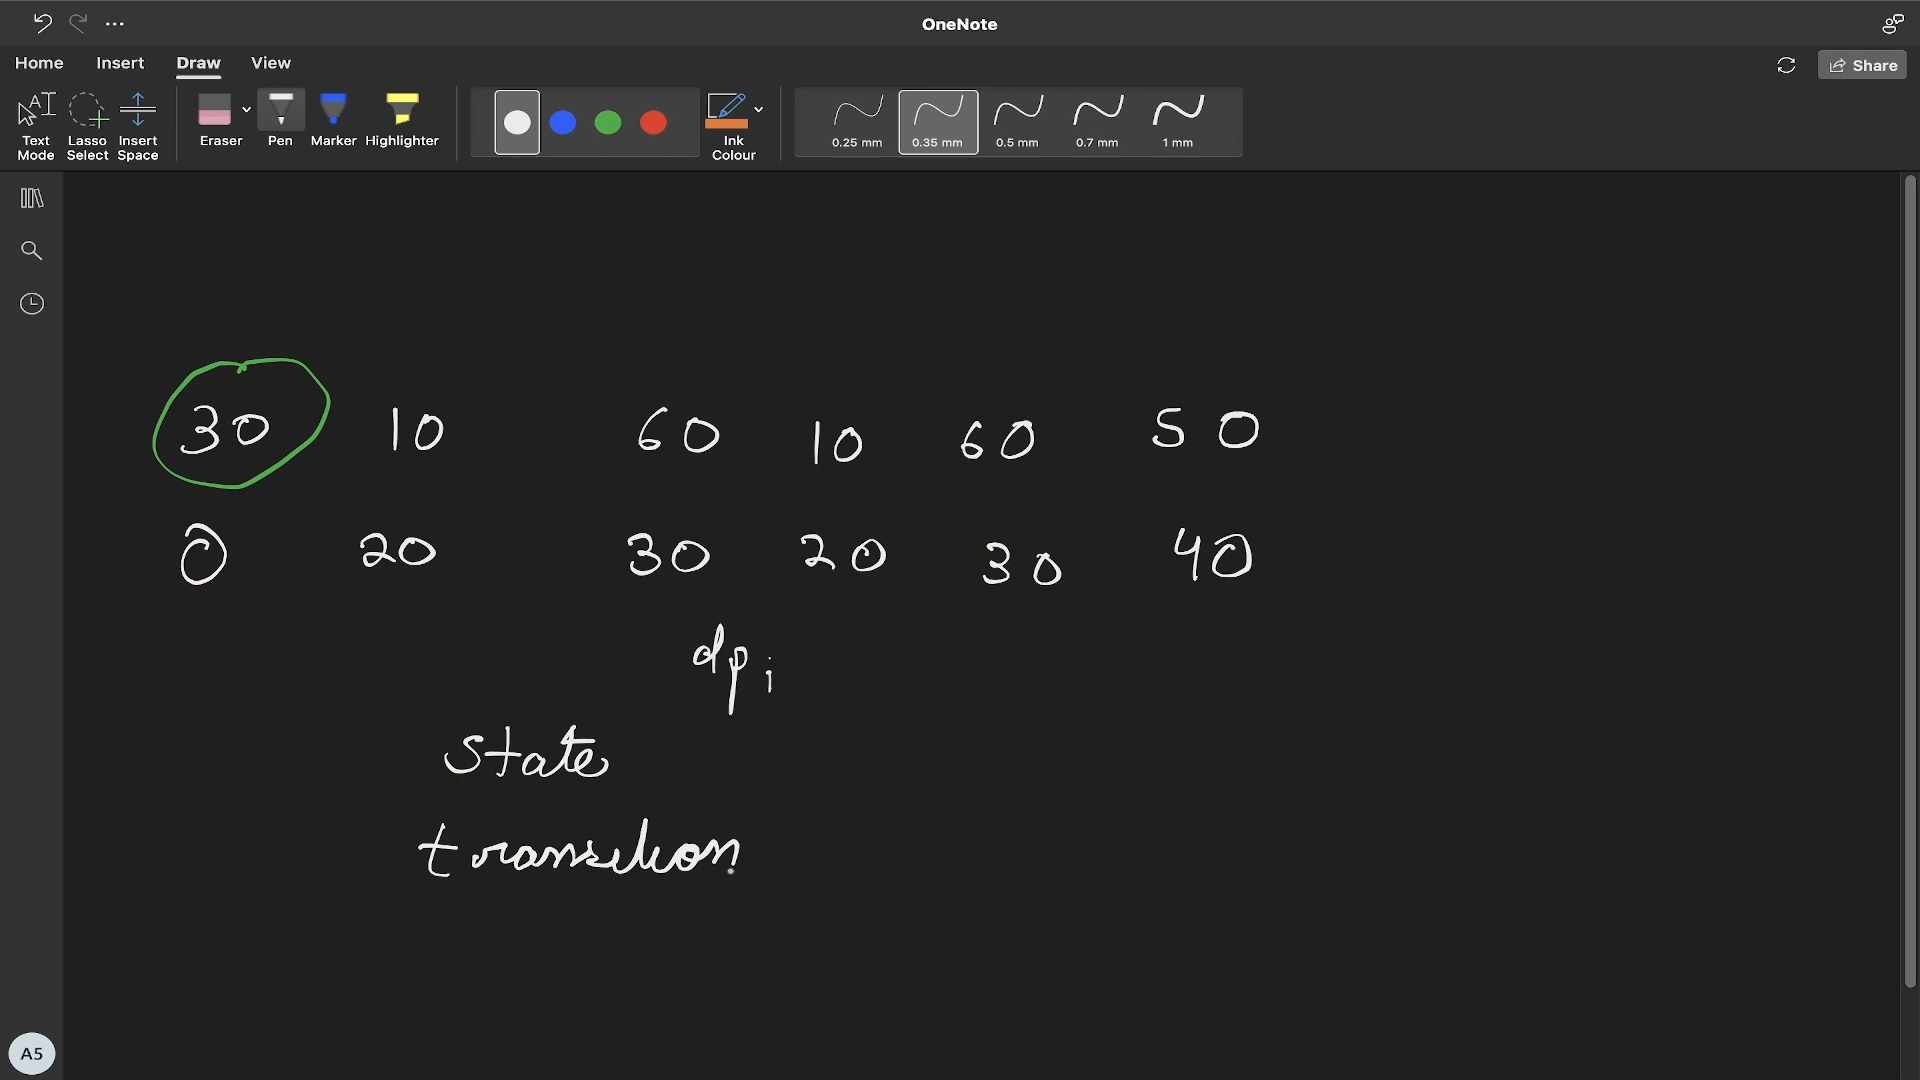 OneNote
Home Insert Draw View
Share
Text Mode
Lasso Select
Insert Space
Eraser
Pen
Marker
Highlighter
Ink Colour
0.25 mm
0.35 mm
0.5 mm
0.7 mm
1 mm
30 10 60 10 60 50
0 20 30 20 30 40
dpi
state
transition
A5